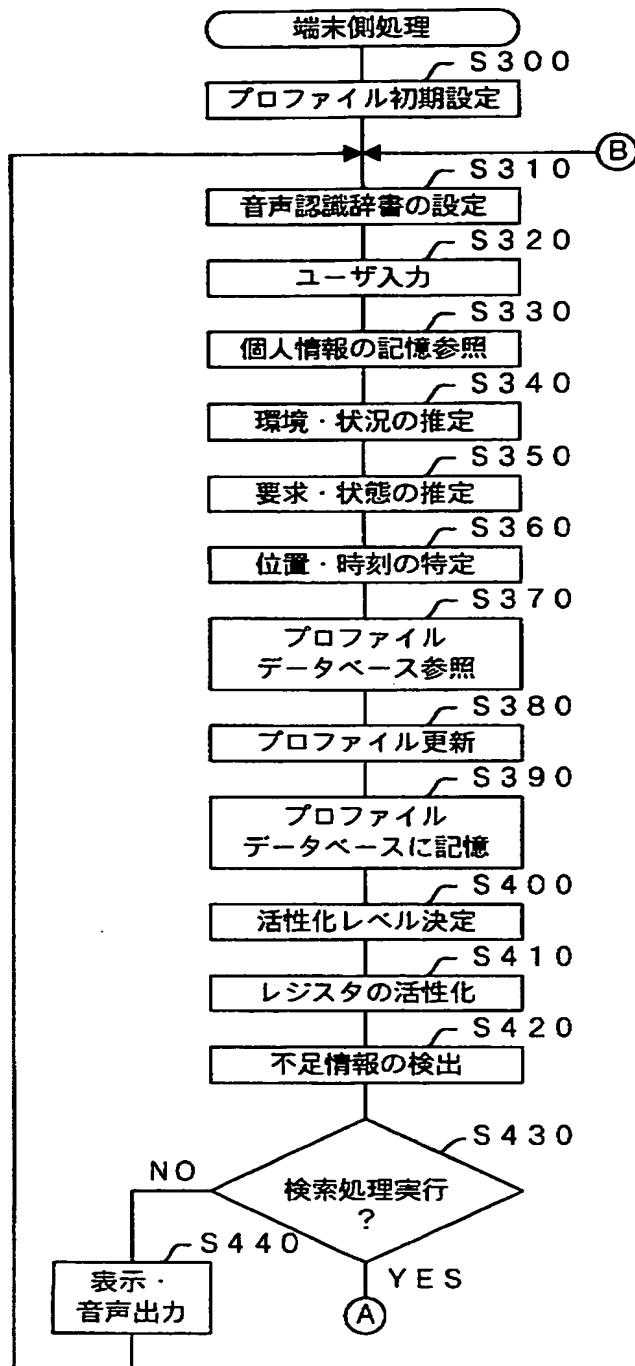 端末側処理
S300
プロファイル初期設定
B
S310
音声認識辞書の設定
S320
ユーザ入力
S330
個人情報の記憶参照
S340
環境・状況の推定
S350
要求・状態の推定
S360
位置・時刻の特定
S370
プロファイル
データベース参照
S380
プロファイル更新
S390
プロファイル
データベースに記憶
S400
活性化レベル決定
S410
レジスタの活性化
S420
不足情報の検出
S430
NO
検索処理実行
?
S440
表示・
音声出力
YES
A